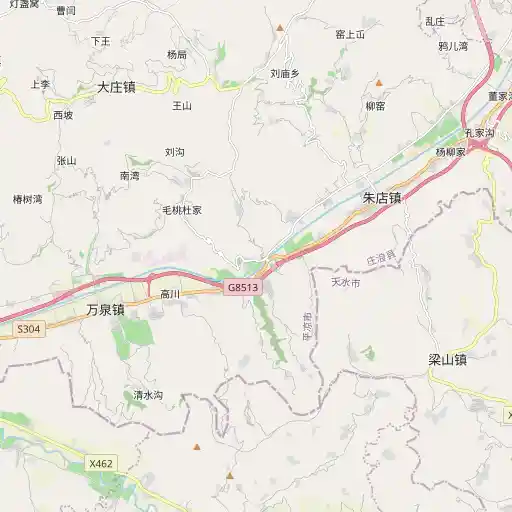 灯盏窝
曹闫
乱庄
下王
窑上山
鸦儿湾
杨局
刘庙乡
上李
大庄镇
王山
柳窑
董家
西坡
孔家沟
刘沟
杨柳家
张山
南湾
椿树湾
朱店镇
毛桃杜家
庄浪县
天水市
G8513
高川
万泉镇
平凉市
S304
梁山镇
清水沟
X
X462